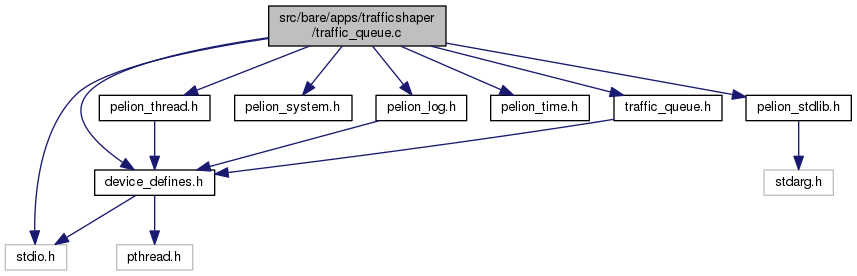 src/bare/apps/trafficshaper
/traffic_queue.c
pelion_thread.h
pelion_system.h
pelion_log.h
pelion_time.h
traffic_queue.h
pelion_stdlib.h
device_defines.h
stdarg.h
stdio.h
pthread.h